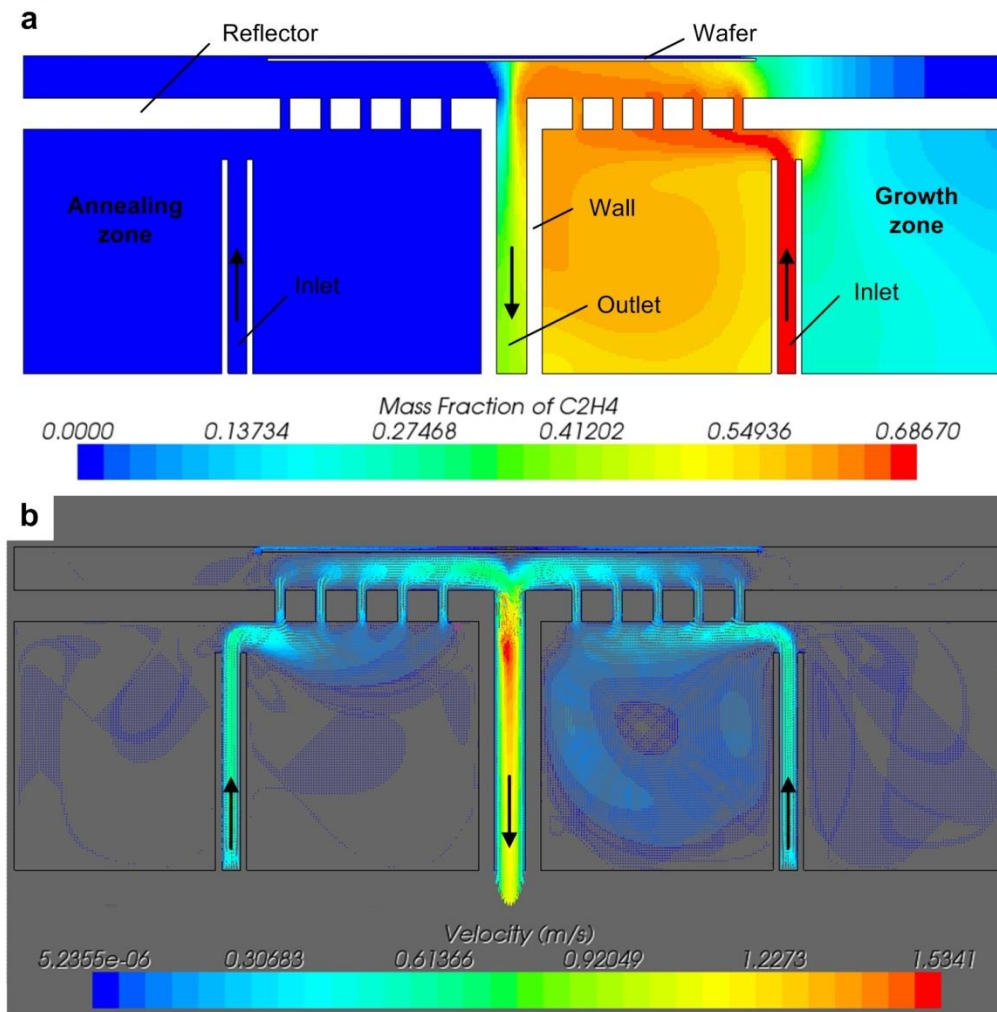 a
Reflector
Wafer
Annealing
zone
Wall
Growth
zone
Inlet
Outlet
Inlet
Mass Fraction of C2H4
0.0000 0.13734 0.27468 0.41202 0.54936 0.68670
b
Velocity (m/s)
5.2355e-06 0.30683 0.61366 0.92049 1.2273 1.5341